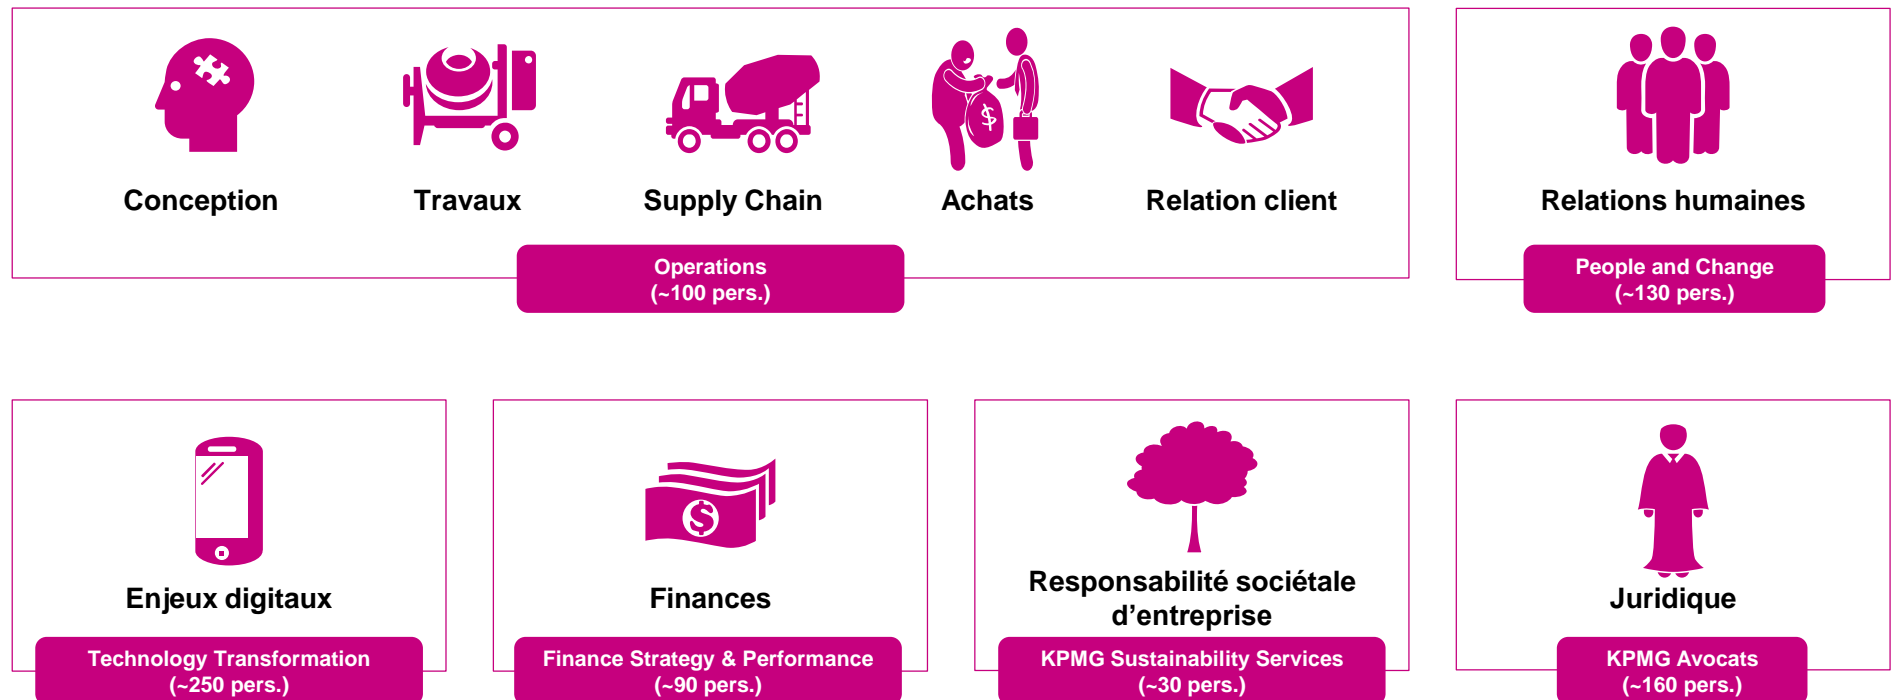 Conception
Travaux
Supply Chain
Achats
Relation client
Operations
(~100 pers.)
Relations humaines
People and Change
(~130 pers.)
Enjeux digitaux
Technology Transformation
(~250 pers.)
Finances
Finance Strategy & Performance
(~90 pers.)
Responsabilité sociétale
d’entreprise
KPMG Sustainability Services
(~30 pers.)
Juridique
KPMG Avocats
(~160 pers.)